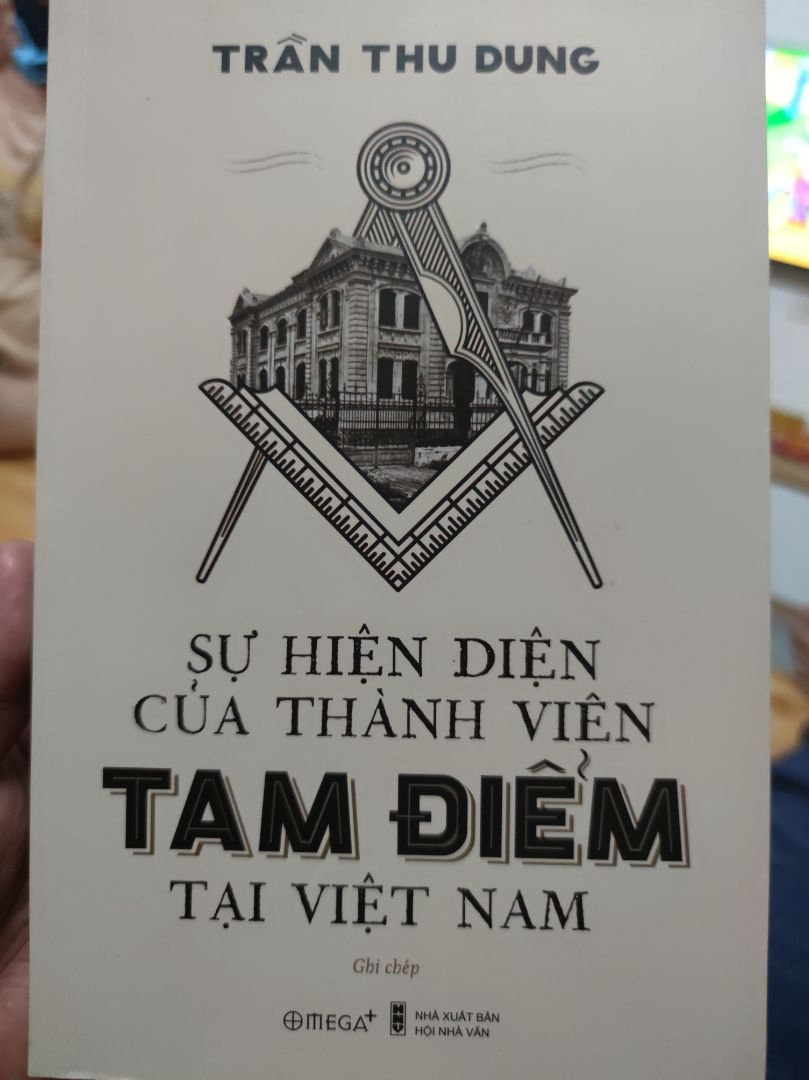 TRẦN THU DUNG
SỰ HIỆN DIỆN
CỦA THÀNH VIÊN
TAM ĐIỂM
TẠI VIỆT NAM
Ghi chép
OMEGA+
HNV
NHÀ XUẤT BẢN
HỘI NHÀ VĂN